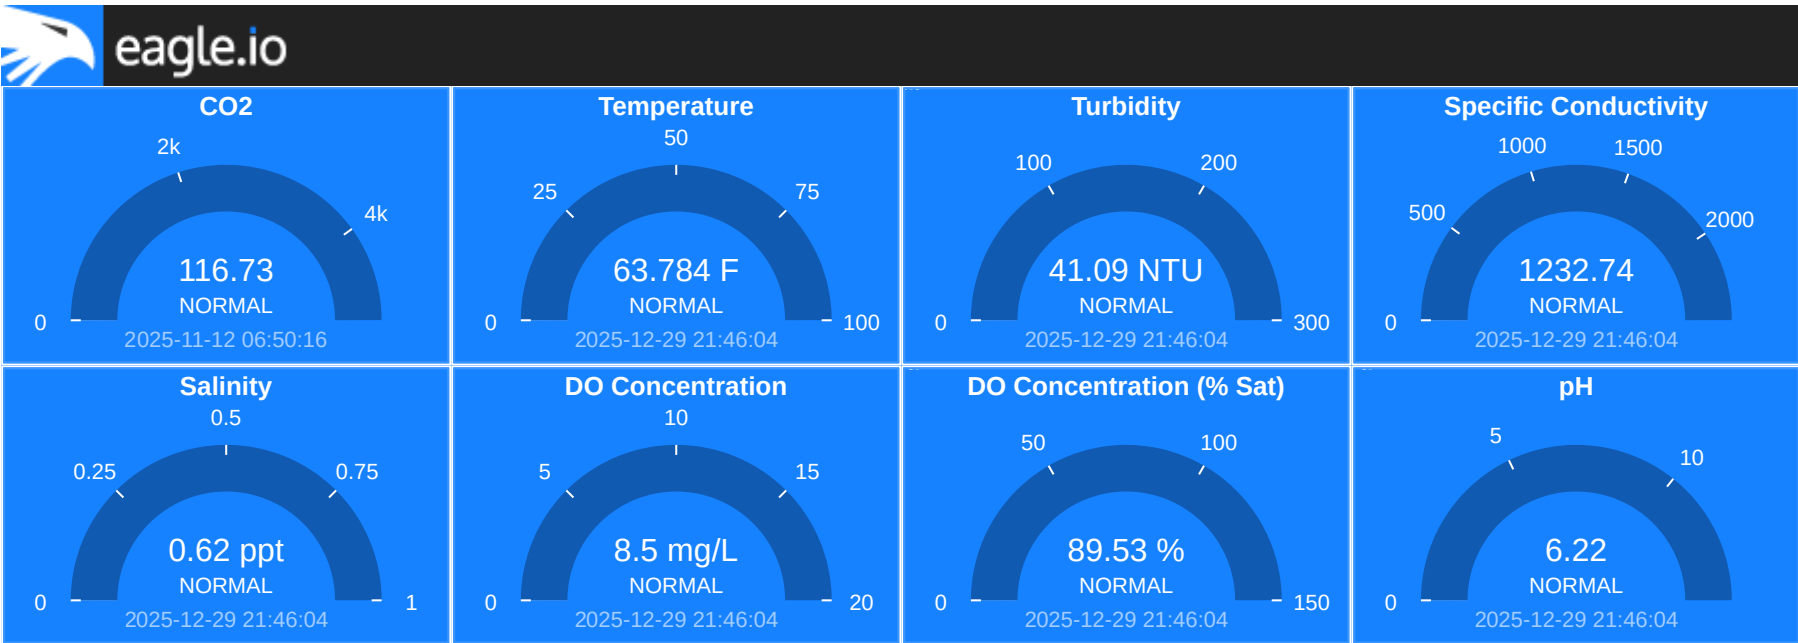 eagle.io
CO2
2k
4k
116.73
NORMAL
0
2025-11-12 06:50:16
Temperature
50
25
75
63.784 F
NORMAL
0
100
2025-12-29 21:46:04
Turbidity
100
200
41.09 NTU
NORMAL
0
300
2025-12-29 21:46:04
Specific Conductivity
1000
1500
500
2000
1232.74
NORMAL
0
2025-12-29 21:46:04
Salinity
0.5
0.25
0.75
0.62 ppt
NORMAL
0
1
2025-12-29 21:46:04
DO Concentration
10
5
15
8.5 mg/L
NORMAL
0
20
2025-12-29 21:46:04
DO Concentration (% Sat)
50
100
89.53 %
NORMAL
0
150
2025-12-29 21:46:04
pH
5
10
6.22
NORMAL
0
2025-12-29 21:46:04